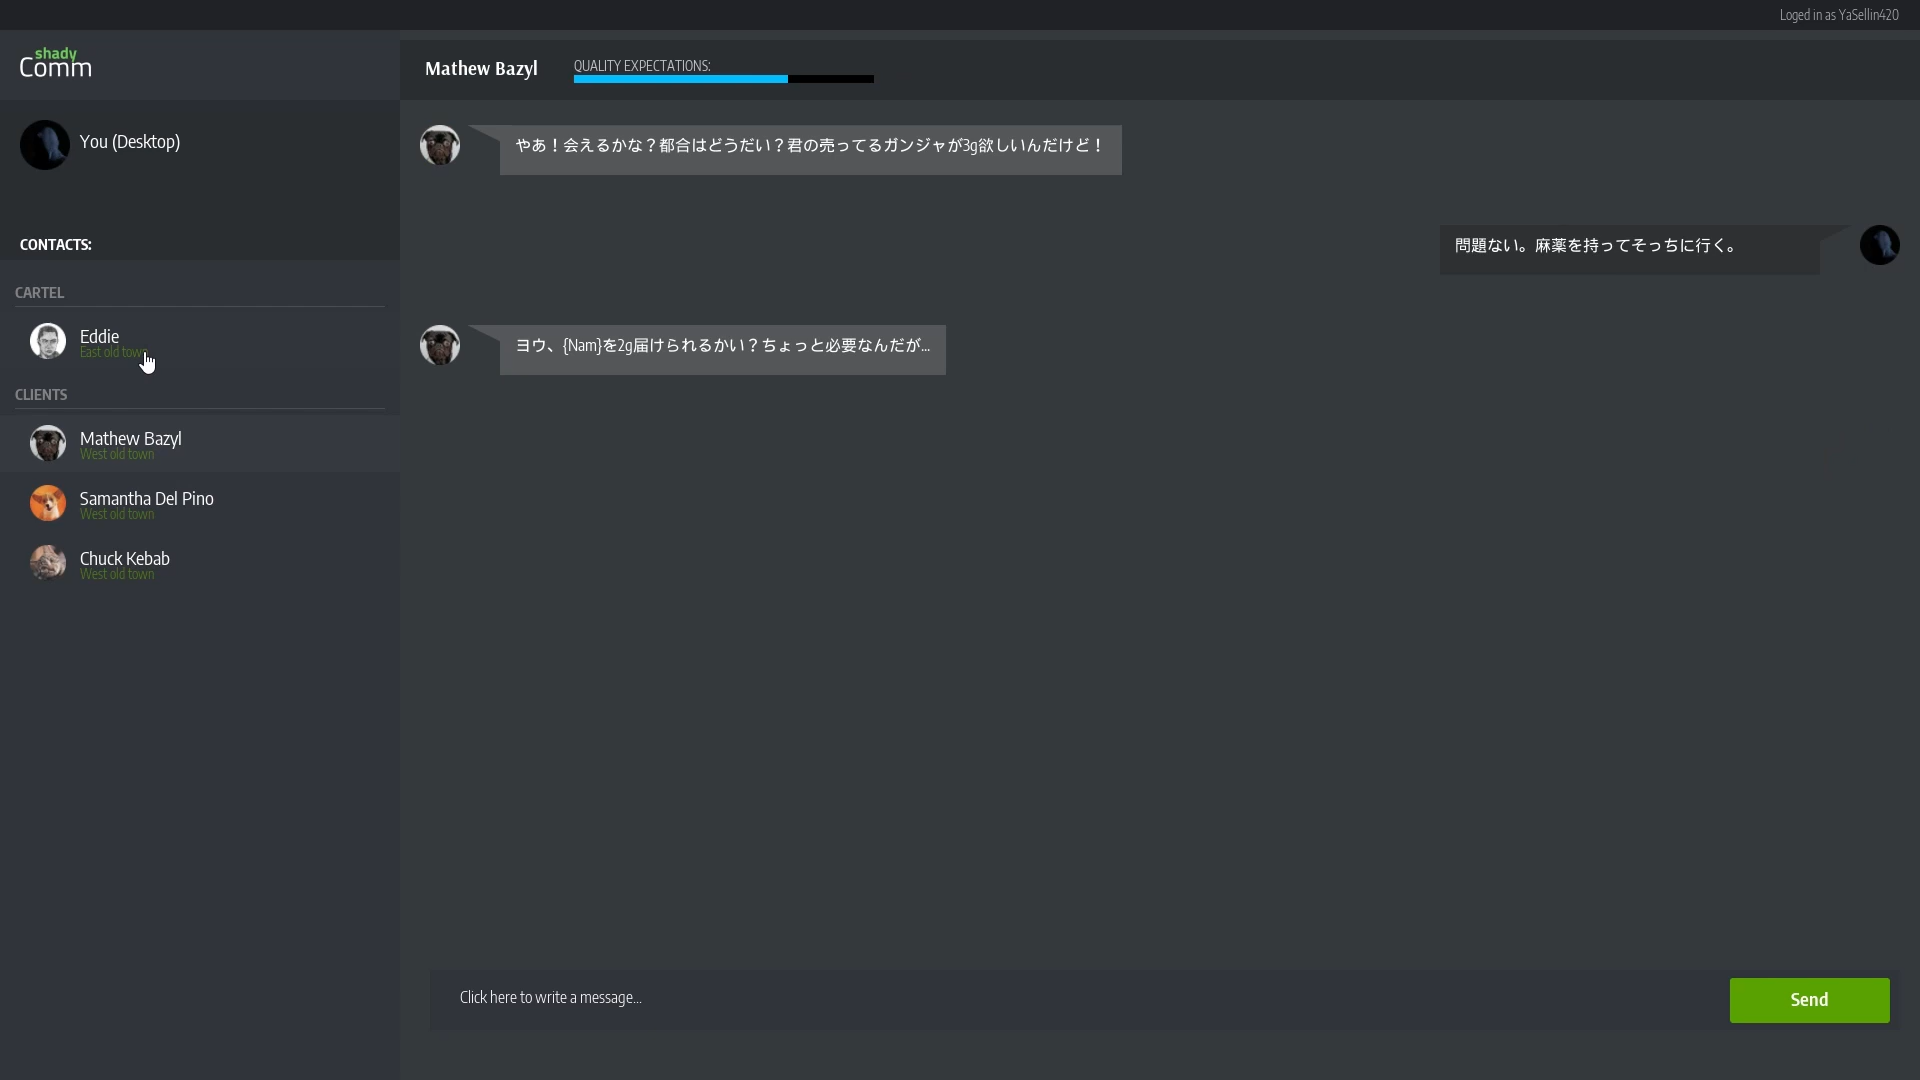 Loged in as YaSellin420
shady
Comm
Mathew Bazyl
QUALITY EXPECTATIONS:
You (Desktop)
CONTACTS:
CARTEL
Eddie
East old town
CLIENTS
Mathew Bazyl
West old town
Samantha Del Pino
West old town
Chuck Kebab
West old town
やあ！会えるかな？都合はどうだい？君の売ってるガンジャが3g欲しいんだけど！
問題ない。麻薬を持ってそっちに行く。
ヨウ、{Nam}を2g届けられるかい？ちょっと必要なんだが...
Click here to write a message...
Send